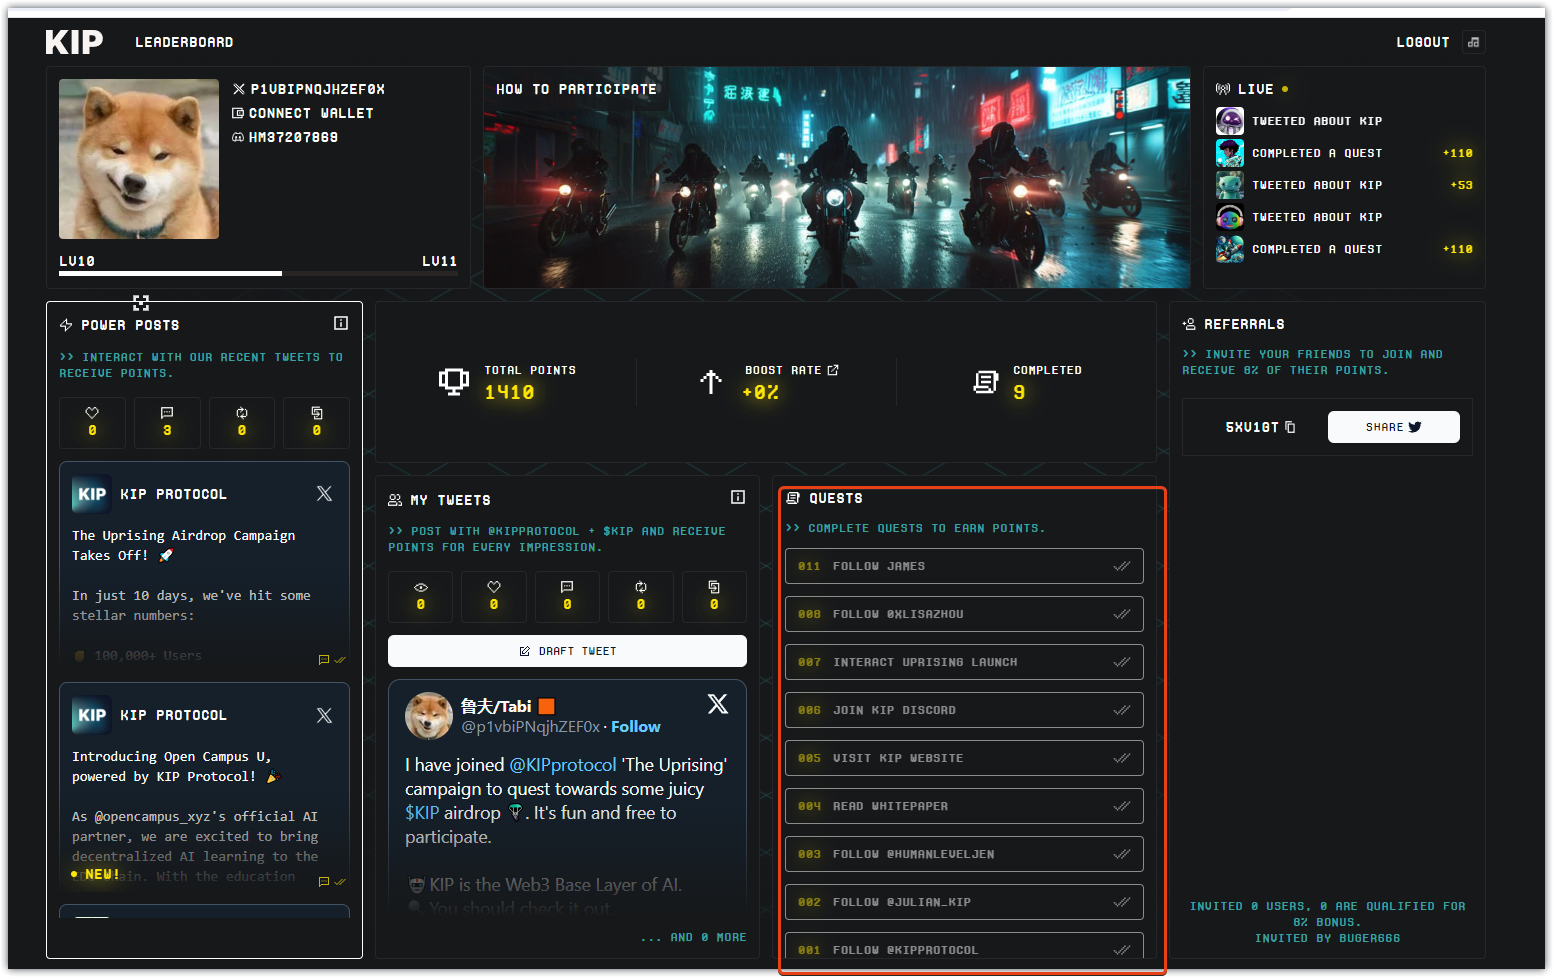 KIP
LEADERBOARD
LOGOUT
P1VBIPNQJHZEF0X
CONNECT WALLET
HM37207869
LV10
LV11
HOW TO PARTICIPATE
LIVE
TWEETED ABOUT KIP
COMPLETED A QUEST +110
TWEETED ABOUT KIP +53
TWEETED ABOUT KIP
COMPLETED A QUEST +110
POWER POSTS
>> INTERACT WITH OUR RECENT TWEETS TO
RECEIVE POINTS.
0 3 0 0
KIP KIP PROTOCOL
The Uprising Airdrop Campaign
Takes Off! 🚀
In just 10 days, we've hit some
stellar numbers:
100,000+ Users
KIP KIP PROTOCOL
Introducing Open Campus U,
powered by KIP Protocol! 🎉
As @opencampus_xyz's official AI
partner, we are excited to bring
decentralized AI learning to the
With the education
NEW!
TOTAL POINTS
1410
BOOST RATE
+0%
COMPLETED
9
MY TWEETS
>> POST WITH @KIPPROTOCOL + $KIP AND RECEIVE
POINTS FOR EVERY IMPRESSION.
0 0 0 0 0
DRAFT TWEET
鲁夫/Tabi 🟧
@p1vbiPNqjhZEF0x · Follow
I have joined @KIPprotocol 'The Uprising'
campaign to quest towards some juicy
$KIP airdrop 🪂. It's fun and free to
participate.
KIP is the Web3 Base Layer of AI.
You should check it out
... AND 0 MORE
QUESTS
>> COMPLETE QUESTS TO EARN POINTS.
011 FOLLOW JAMES
008 FOLLOW 0XLISAZHOU
007 INTERACT UPRISING LAUNCH
006 JOIN KIP DISCORD
005 VISIT KIP WEBSITE
004 READ WHITEPAPER
003 FOLLOW @HUMANLEVELJEN
002 FOLLOW @JULIAN_KIP
001 FOLLOW @KIPPROTOCOL
REFERRALS
>> INVITE YOUR FRIENDS TO JOIN AND
RECEIVE 8% OF THEIR POINTS.
5XV1GT
SHARE
INVITED 0 USERS, 0 ARE QUALIFIED FOR
8% BONUS.
INVITED BY BUGER666